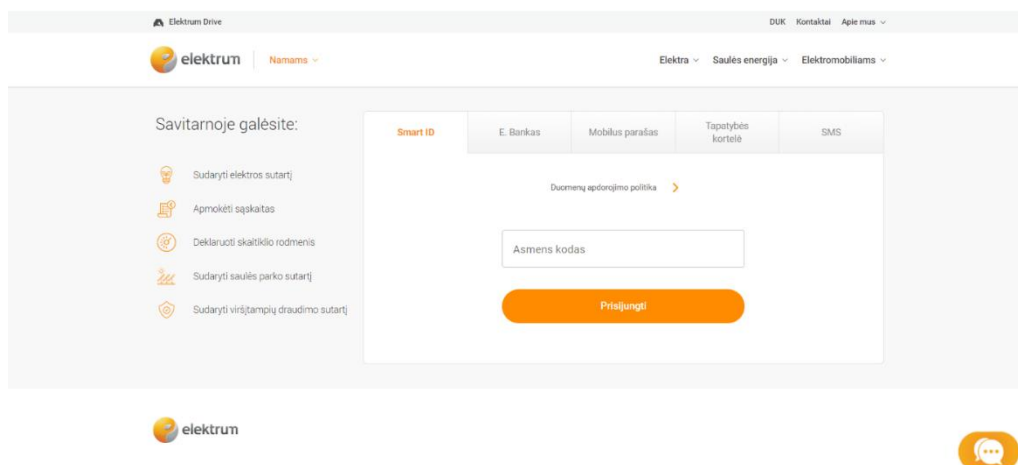 Elektrum Drive
DUK Kontaktai Apie mus
elektrum Namams
Elektra Saulės energija Elektromobiliams
Savitarnoje galėsite:
Sudaryti elektros sutartį
Apmokėti sąskaitas
Deklaruoti skaitiklio rodmenis
Sudaryti saulės parko sutartį
Sudaryti viršįtampių draudimo sutartį
Smart ID
E. Bankas
Mobilus parašas
Tapatybės
kortelė
SMS
Duomenų apdorojimo politika
Asmens kodas
Prisijungti
elektrum